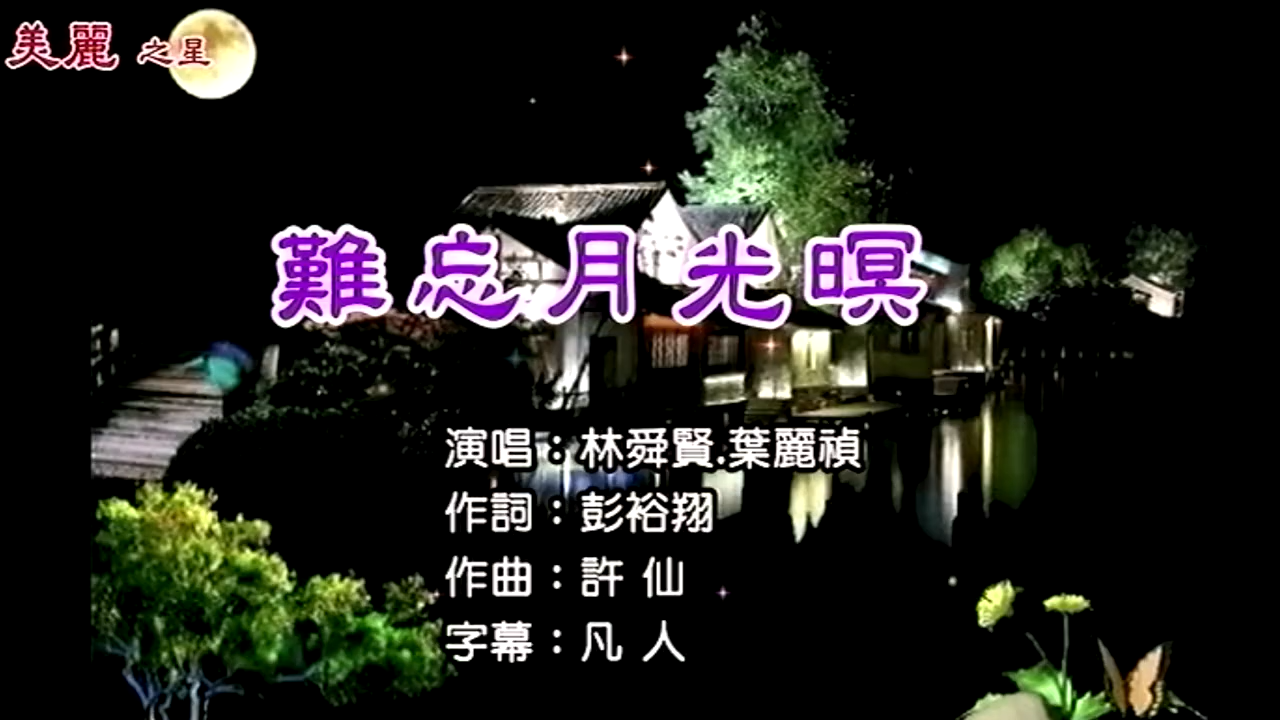 美麗 之星
難忘月光暝
演唱：林舜賢.葉麗禎
作詞：彭裕翔
作曲：許 仙
字幕：凡 人